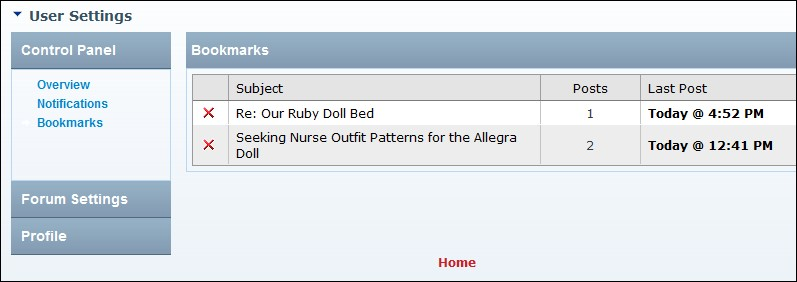 User Settings
Control Panel
Overview
Notifications
Bookmarks
Forum Settings
Profile
Bookmarks
Subject Posts Last Post
Re: Our Ruby Doll Bed 1 Today @ 4:52 PM
Seeking Nurse Outfit Patterns for the Allegra
Doll 2 Today @ 12:41 PM
Home